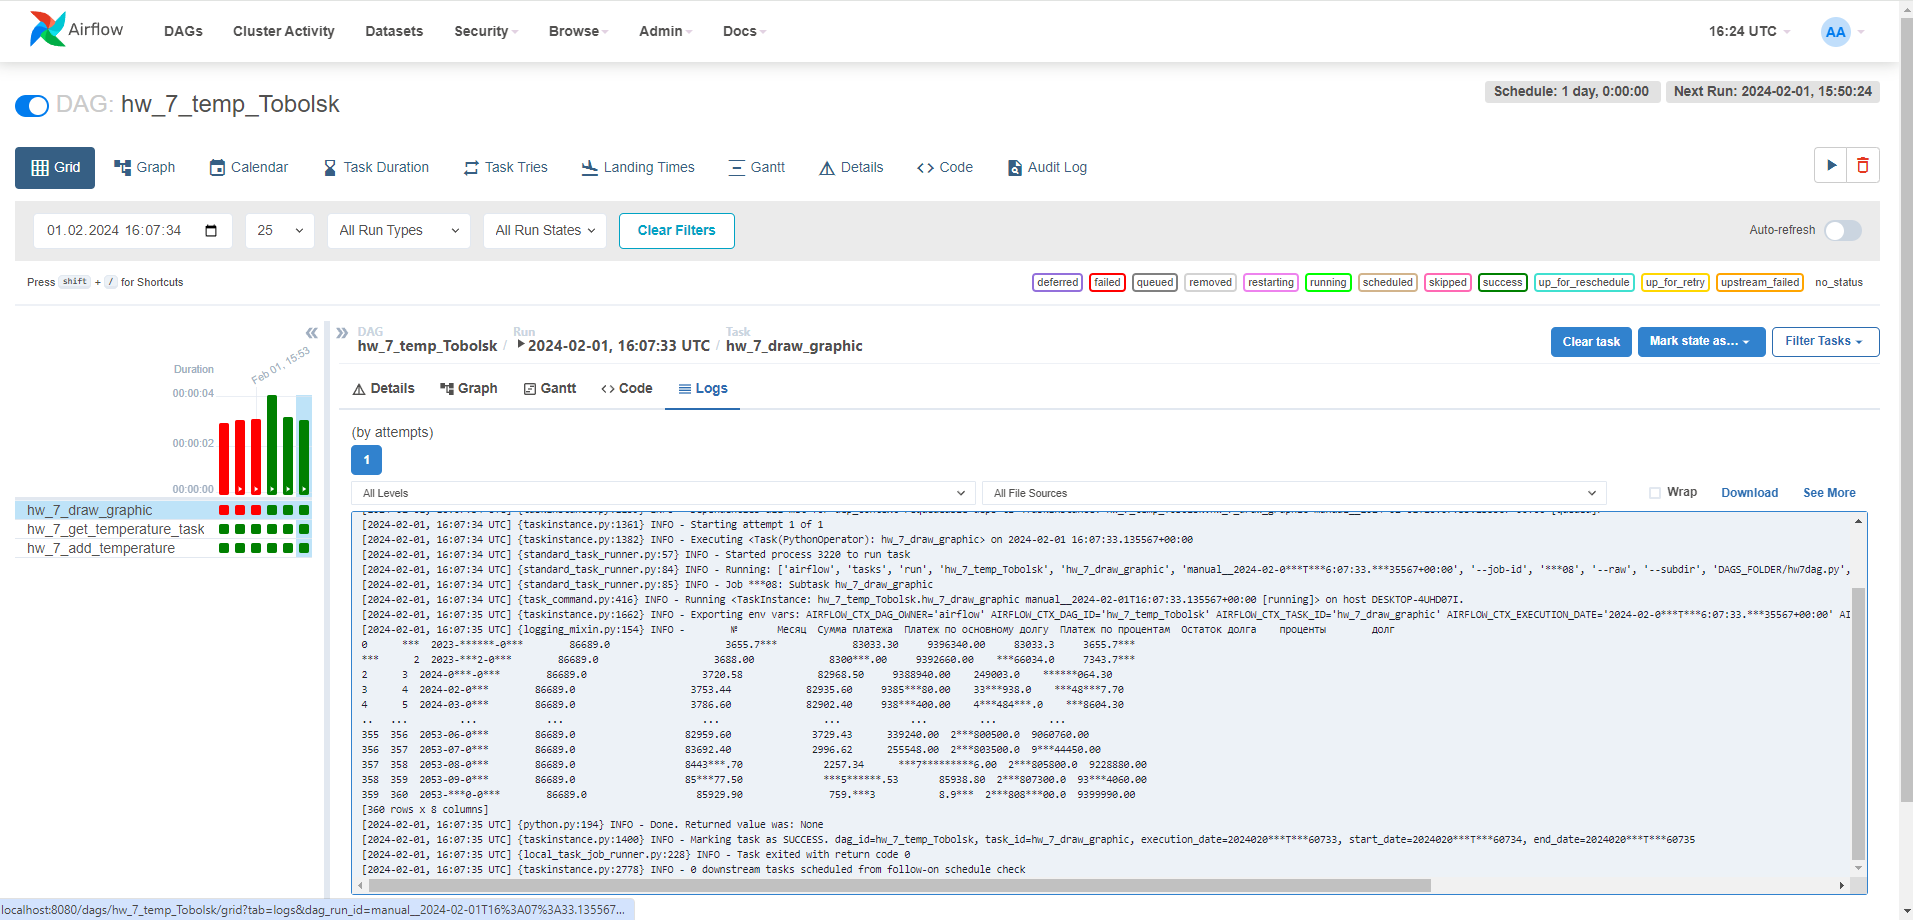 Airflow DAGs Cluster Activity Datasets Security Browse Admin Docs 16:24 UTC AA
DAG: hw_7_temp_Tobolsk Schedule: 1 day, 0:00:00 Next Run: 2024-02-01, 15:50:24
Grid Graph Calendar Task Duration Task Tries Landing Times Gantt Details Code Audit Log
01.02.2024 16:07:34 25 All Run Types All Run States Clear Filters Auto-refresh
Press shift + / for Shortcuts deferred failed queued removed restarting running scheduled skipped success up_for_reschedule up_for_retry upstream_failed no_status
DAG Run Task
hw_7_temp_Tobolsk / 2024-02-01, 16:07:33 UTC / hw_7_draw_graphic Clear task Mark state as... Filter Tasks
Feb 01, 15:53
Duration
00:00:04
00:00:02
00:00:00
hw_7_draw_graphic
hw_7_get_temperature_task
hw_7_add_temperature
Details Graph Gantt Code Logs
(by attempts)
1
All Levels All File Sources Wrap Download See More
[2024-02-01, 16:07:34 UTC] {taskinstance.py:1361} INFO - Starting attempt 1 of 1
[2024-02-01, 16:07:34 UTC] {taskinstance.py:1382} INFO - Executing <Task(PythonOperator): hw_7_draw_graphic> on 2024-02-01 16:07:33.135567+00:00
[2024-02-01, 16:07:34 UTC] {standard_task_runner.py:57} INFO - Started process 3220 to run task
[2024-02-01, 16:07:34 UTC] {standard_task_runner.py:84} INFO - Running: ['airflow', 'tasks', 'run', 'hw_7_temp_Tobolsk', 'hw_7_draw_graphic', 'manual__2024-02-0***T***6:07:33.***35567+00:00', '--job-id', '***08', '--raw', '--subdir', 'DAGS_FOLDER/hw7dag.py',
[2024-02-01, 16:07:34 UTC] {standard_task_runner.py:85} INFO - Job ***08: Subtask hw_7_draw_graphic
[2024-02-01, 16:07:34 UTC] {task_command.py:416} INFO - Running <TaskInstance: hw_7_temp_Tobolsk.hw_7_draw_graphic manual__2024-02-01T16:07:33.135567+00:00 [running]> on host DESKTOP-4UHD07I.
[2024-02-01, 16:07:35 UTC] {taskinstance.py:1662} INFO - Exporting env vars: AIRFLOW_CTX_DAG_OWNER='airflow' AIRFLOW_CTX_DAG_ID='hw_7_temp_Tobolsk' AIRFLOW_CTX_TASK_ID='hw_7_draw_graphic' AIRFLOW_CTX_EXECUTION_DATE='2024-02-0***T***6:07:33.***35567+00:00' AI
[2024-02-01, 16:07:35 UTC] {logging_mixin.py:154} INFO - № Месяц Сумма платежа Платеж по основному долгу Платеж по процентам Остаток долга проценты долг
0 *** 2023-******-0*** 86689.0 3655.7*** 83033.30 9396340.00 83033.3 3655.7***
*** 2 2023-***2-0*** 86689.0 3688.00 8300***.00 9392660.00 ***66034.0 7343.7***
2 3 2024-0***-0*** 86689.0 3720.58 82968.50 9388940.00 249003.0 ******064.30
3 4 2024-02-0*** 86689.0 3753.44 82935.60 9385***80.00 33***938.0 ***48***7.70
4 5 2024-03-0*** 86689.0 3786.60 82902.40 938***400.00 4***484***.0 ***8604.30
.. ... ... ... ... ... ... ... ...
355 356 2053-06-0*** 86689.0 82959.60 3729.43 339240.00 2***800500.0 9060760.00
356 357 2053-07-0*** 86689.0 83692.40 2996.62 255548.00 2***803500.0 9***44450.00
357 358 2053-08-0*** 86689.0 8443***.70 2257.34 ***7*********6.00 2***805800.0 9228880.00
358 359 2053-09-0*** 86689.0 85***77.50 ***5******.53 85938.80 2***807300.0 93***4060.00
359 360 2053-***0-0*** 86689.0 85929.90 759.***3 8.9*** 2***808***00.0 9399990.00
[360 rows x 8 columns]
[2024-02-01, 16:07:35 UTC] {python.py:194} INFO - Done. Returned value was: None
[2024-02-01, 16:07:35 UTC] {taskinstance.py:1400} INFO - Marking task as SUCCESS. dag_id=hw_7_temp_Tobolsk, task_id=hw_7_draw_graphic, execution_date=2024020***T***60733, start_date=2024020***T***60734, end_date=2024020***T***60735
[2024-02-01, 16:07:35 UTC] {local_task_job_runner.py:228} INFO - Task exited with return code 0
[2024-02-01, 16:07:35 UTC] {taskinstance.py:2778} INFO - 0 downstream tasks scheduled from follow-on schedule check
localhost:8080/dags/hw_7_temp_Tobolsk/grid?tab=logs&dag_run_id=manual__2024-02-01T16%3A07%3A33.135567...